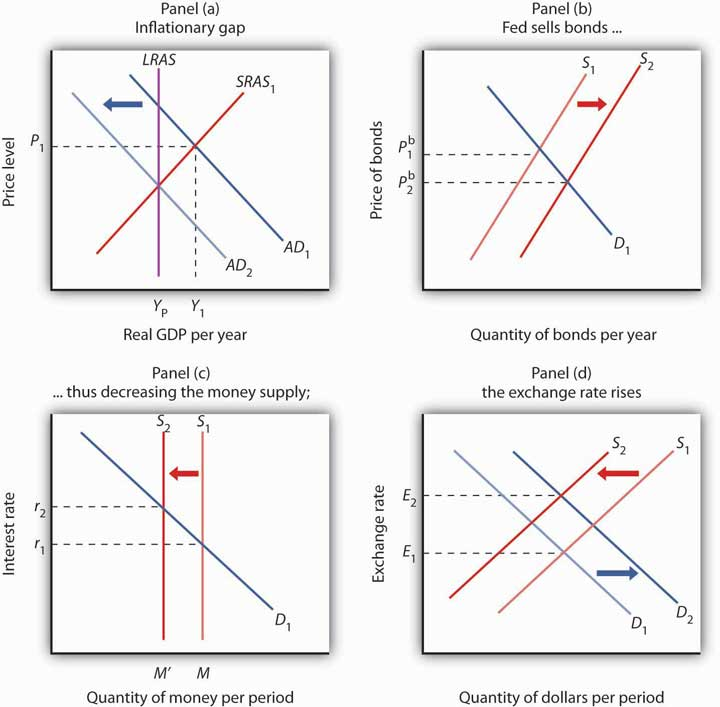 Panel (a)
Inflationary gap
LRAS
SRAS1
P1
Price level
AD1
AD2
YP Y1
Real GDP per year
Panel (b)
Fed sells bonds ...
S1
S2
Pb1
Pb2
Price of bonds
D1
Quantity of bonds per year
Panel (c)
... thus decreasing the money supply;
S2 S1
r2
r1
Interest rate
D1
M′ M
Quantity of money per period
Panel (d)
the exchange rate rises
S2
S1
E2
E1
Exchange rate
D1
D2
Quantity of dollars per period